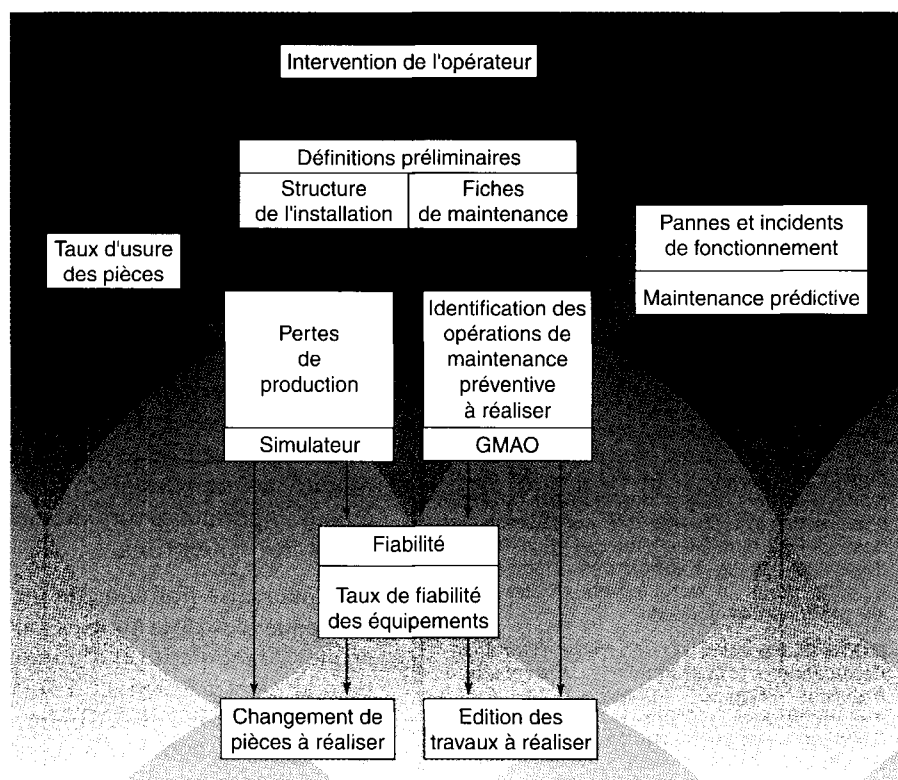 Intervention de l'opérateur
Définitions préliminaires
Structure
de l'installation
Fiches
de maintenance
Taux d'usure
des pièces
Pannes et incidents
de fonctionnement
Maintenance prédictive
Pertes
de
production
Simulateur
Identification des
opérations de
maintenance
préventive
à réaliser
GMAO
Fiabilité
Taux de fiabilité
des équipements
Changement de
pièces à réaliser
Edition des
travaux à réaliser